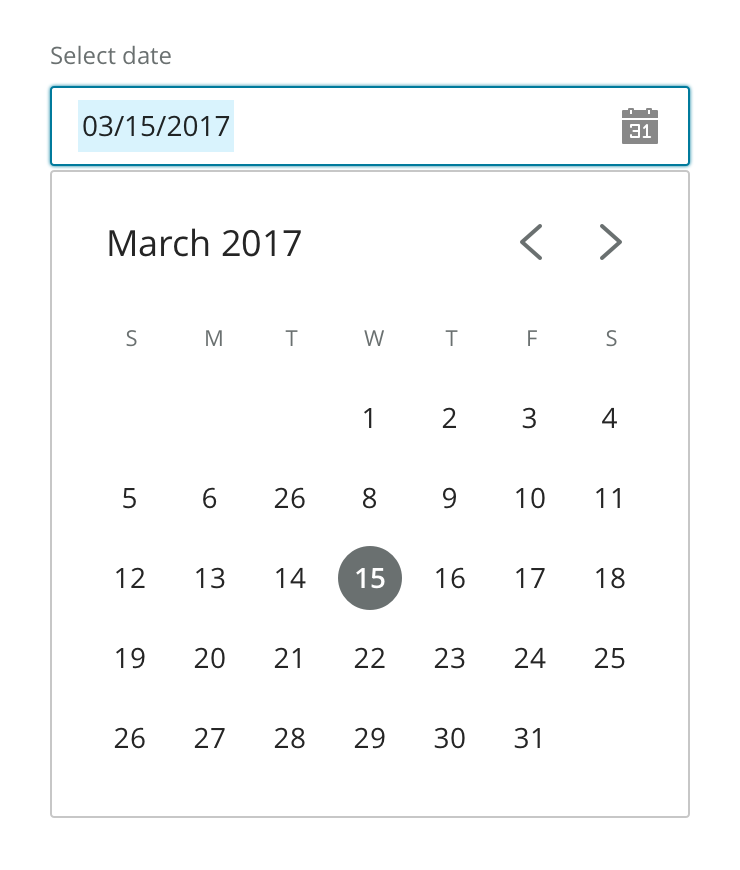 Select date
03/15/2017
31
March 2017
S M T W T F S
1 2 3 4
5 6 26 8 9 10 11
12 13 14 15 16 17 18
19 20 21 22 23 24 25
26 27 28 29 30 31